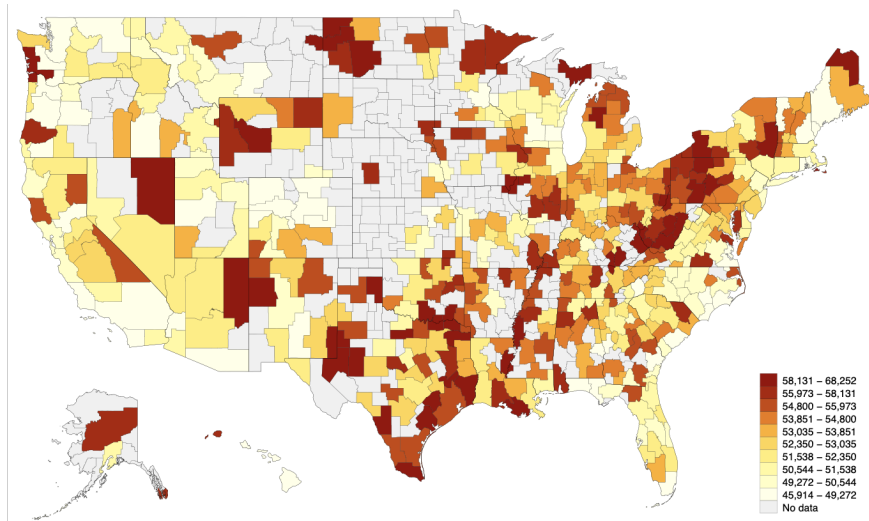 58,131 – 68,252
55,973 – 58,131
54,800 – 55,973
53,851 – 54,800
53,035 – 53,851
52,350 – 53,035
51,538 – 52,350
50,544 – 51,538
49,272 – 50,544
45,914 – 49,272
No data